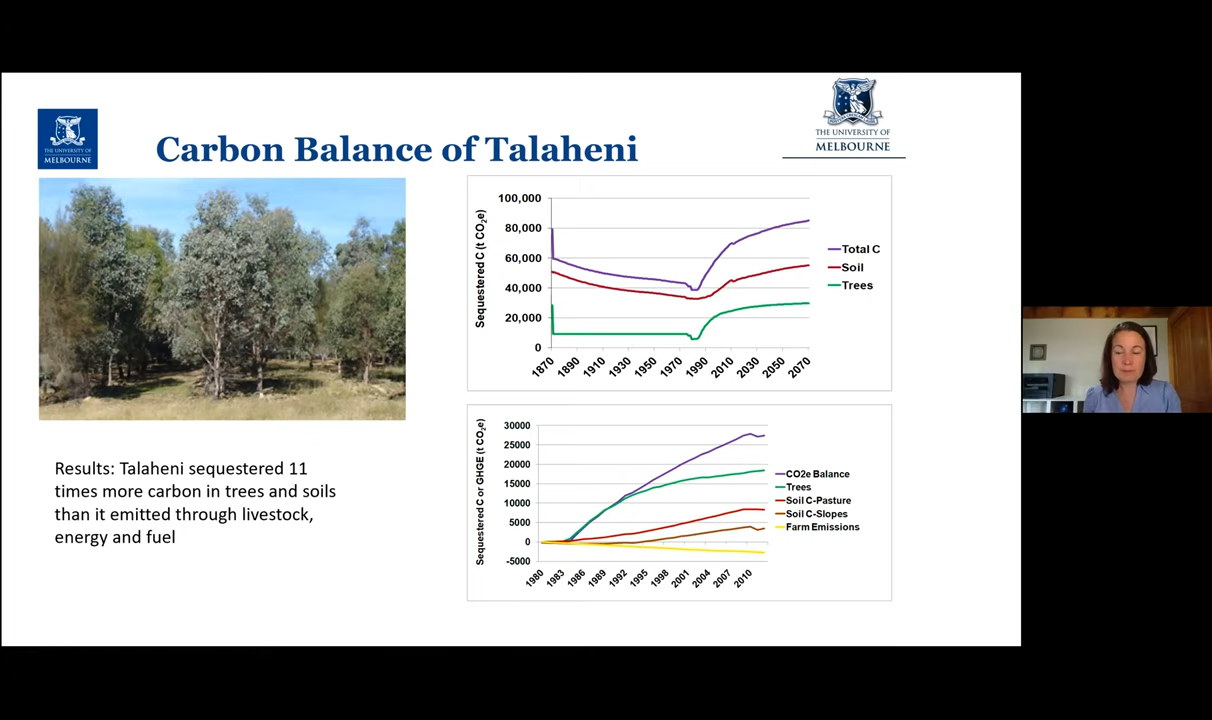 THE UNIVERSITY OF
MELBOURNE
Carbon Balance of Talaheni
THE UNIVERSITY OF
MELBOURNE
Sequestered C (t CO2e)
100,000
80,000
60,000
40,000
20,000
0
1870
1890
1910
1930
1950
1970
1990
2010
2030
2050
2070
Total C
Soil
Trees
Results: Talaheni sequestered 11
times more carbon in trees and soils
than it emitted through livestock,
energy and fuel
Sequestered C or GHGE (t CO2e)
30000
25000
20000
15000
10000
5000
0
-5000
1980
1983
1986
1989
1992
1995
1998
2001
2004
2007
2010
CO2e Balance
Trees
Soil C-Pasture
Soil C-Slopes
Farm Emissions